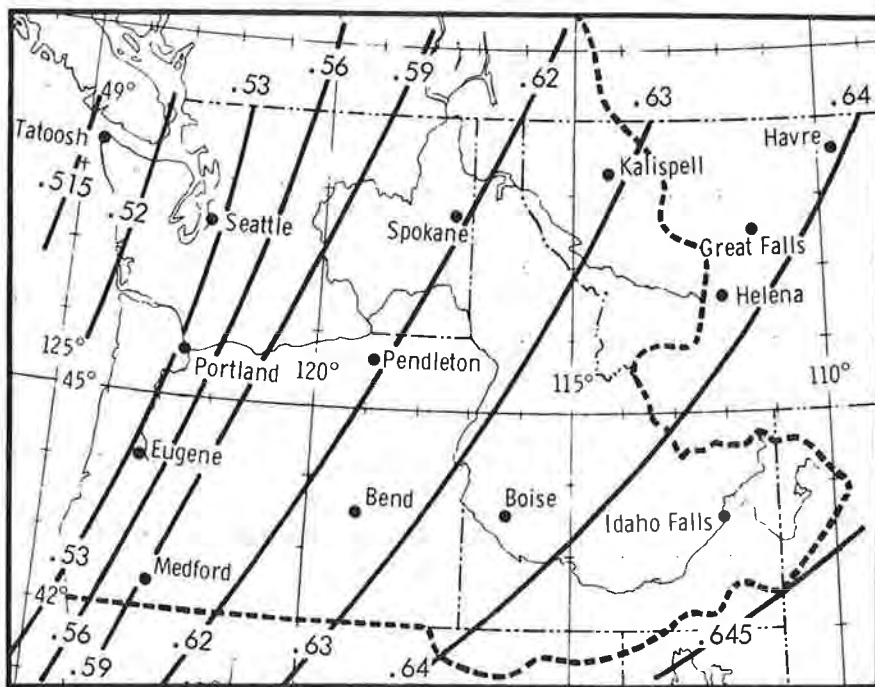 .53
.56
.59
.62
.63
.64
49°
Tatoosh
Havre
Kalispell
.515
.52
Seattle
Spokane
Great Falls
Helena
125°
Portland
120°
Pendleton
115°
110°
45°
Eugene
Bend
Boise
Idaho Falls
.53
Medford
42°
.56
.59
.62
.63
.64
.645